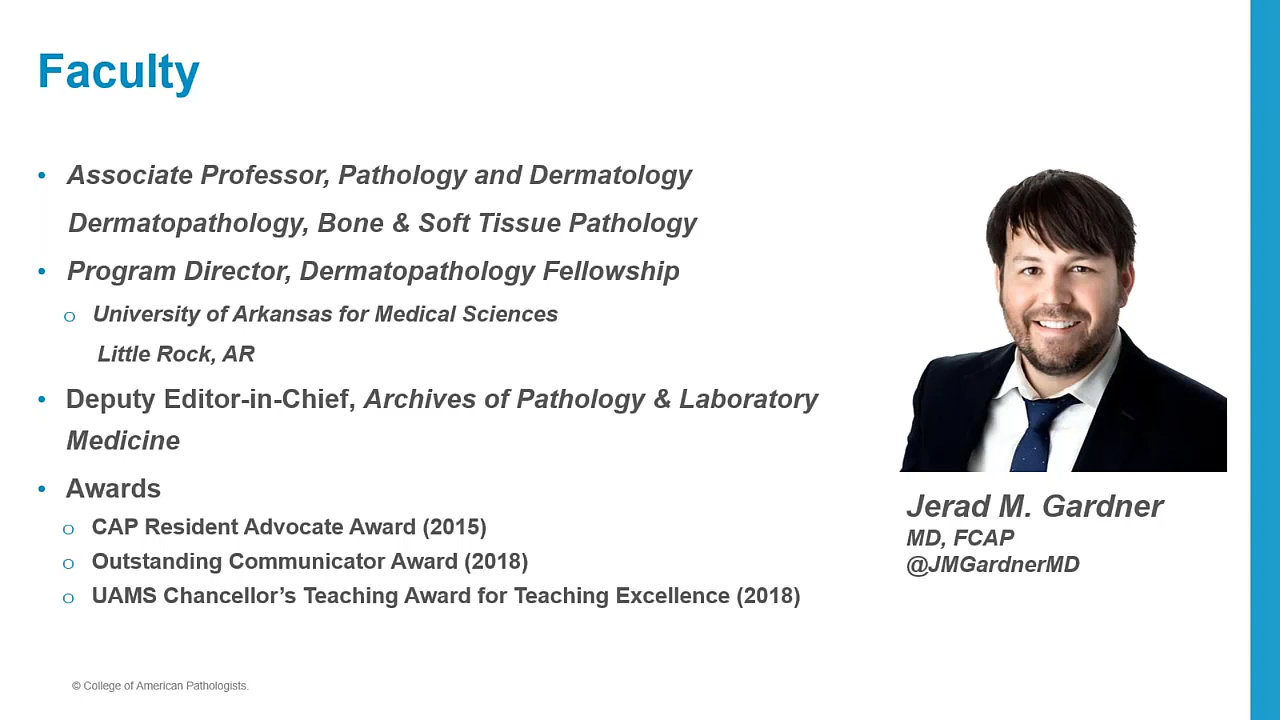 Faculty
• Associate Professor, Pathology and Dermatology
Dermatopathology, Bone & Soft Tissue Pathology
• Program Director, Dermatopathology Fellowship
o University of Arkansas for Medical Sciences
Little Rock, AR
• Deputy Editor-in-Chief, Archives of Pathology & Laboratory
Medicine
• Awards
o CAP Resident Advocate Award (2015)
o Outstanding Communicator Award (2018)
o UAMS Chancellor’s Teaching Award for Teaching Excellence (2018)
Jerad M. Gardner
MD, FCAP
@JMGardnerMD
© College of American Pathologists.